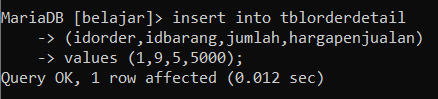 MariaDB [belajar]> insert into tblorderdetail
    -> (idorder,idbarang,jumlah,hargapenjualan)
    -> values (1,9,5,5000);
Query OK, 1 row affected (0.012 sec)